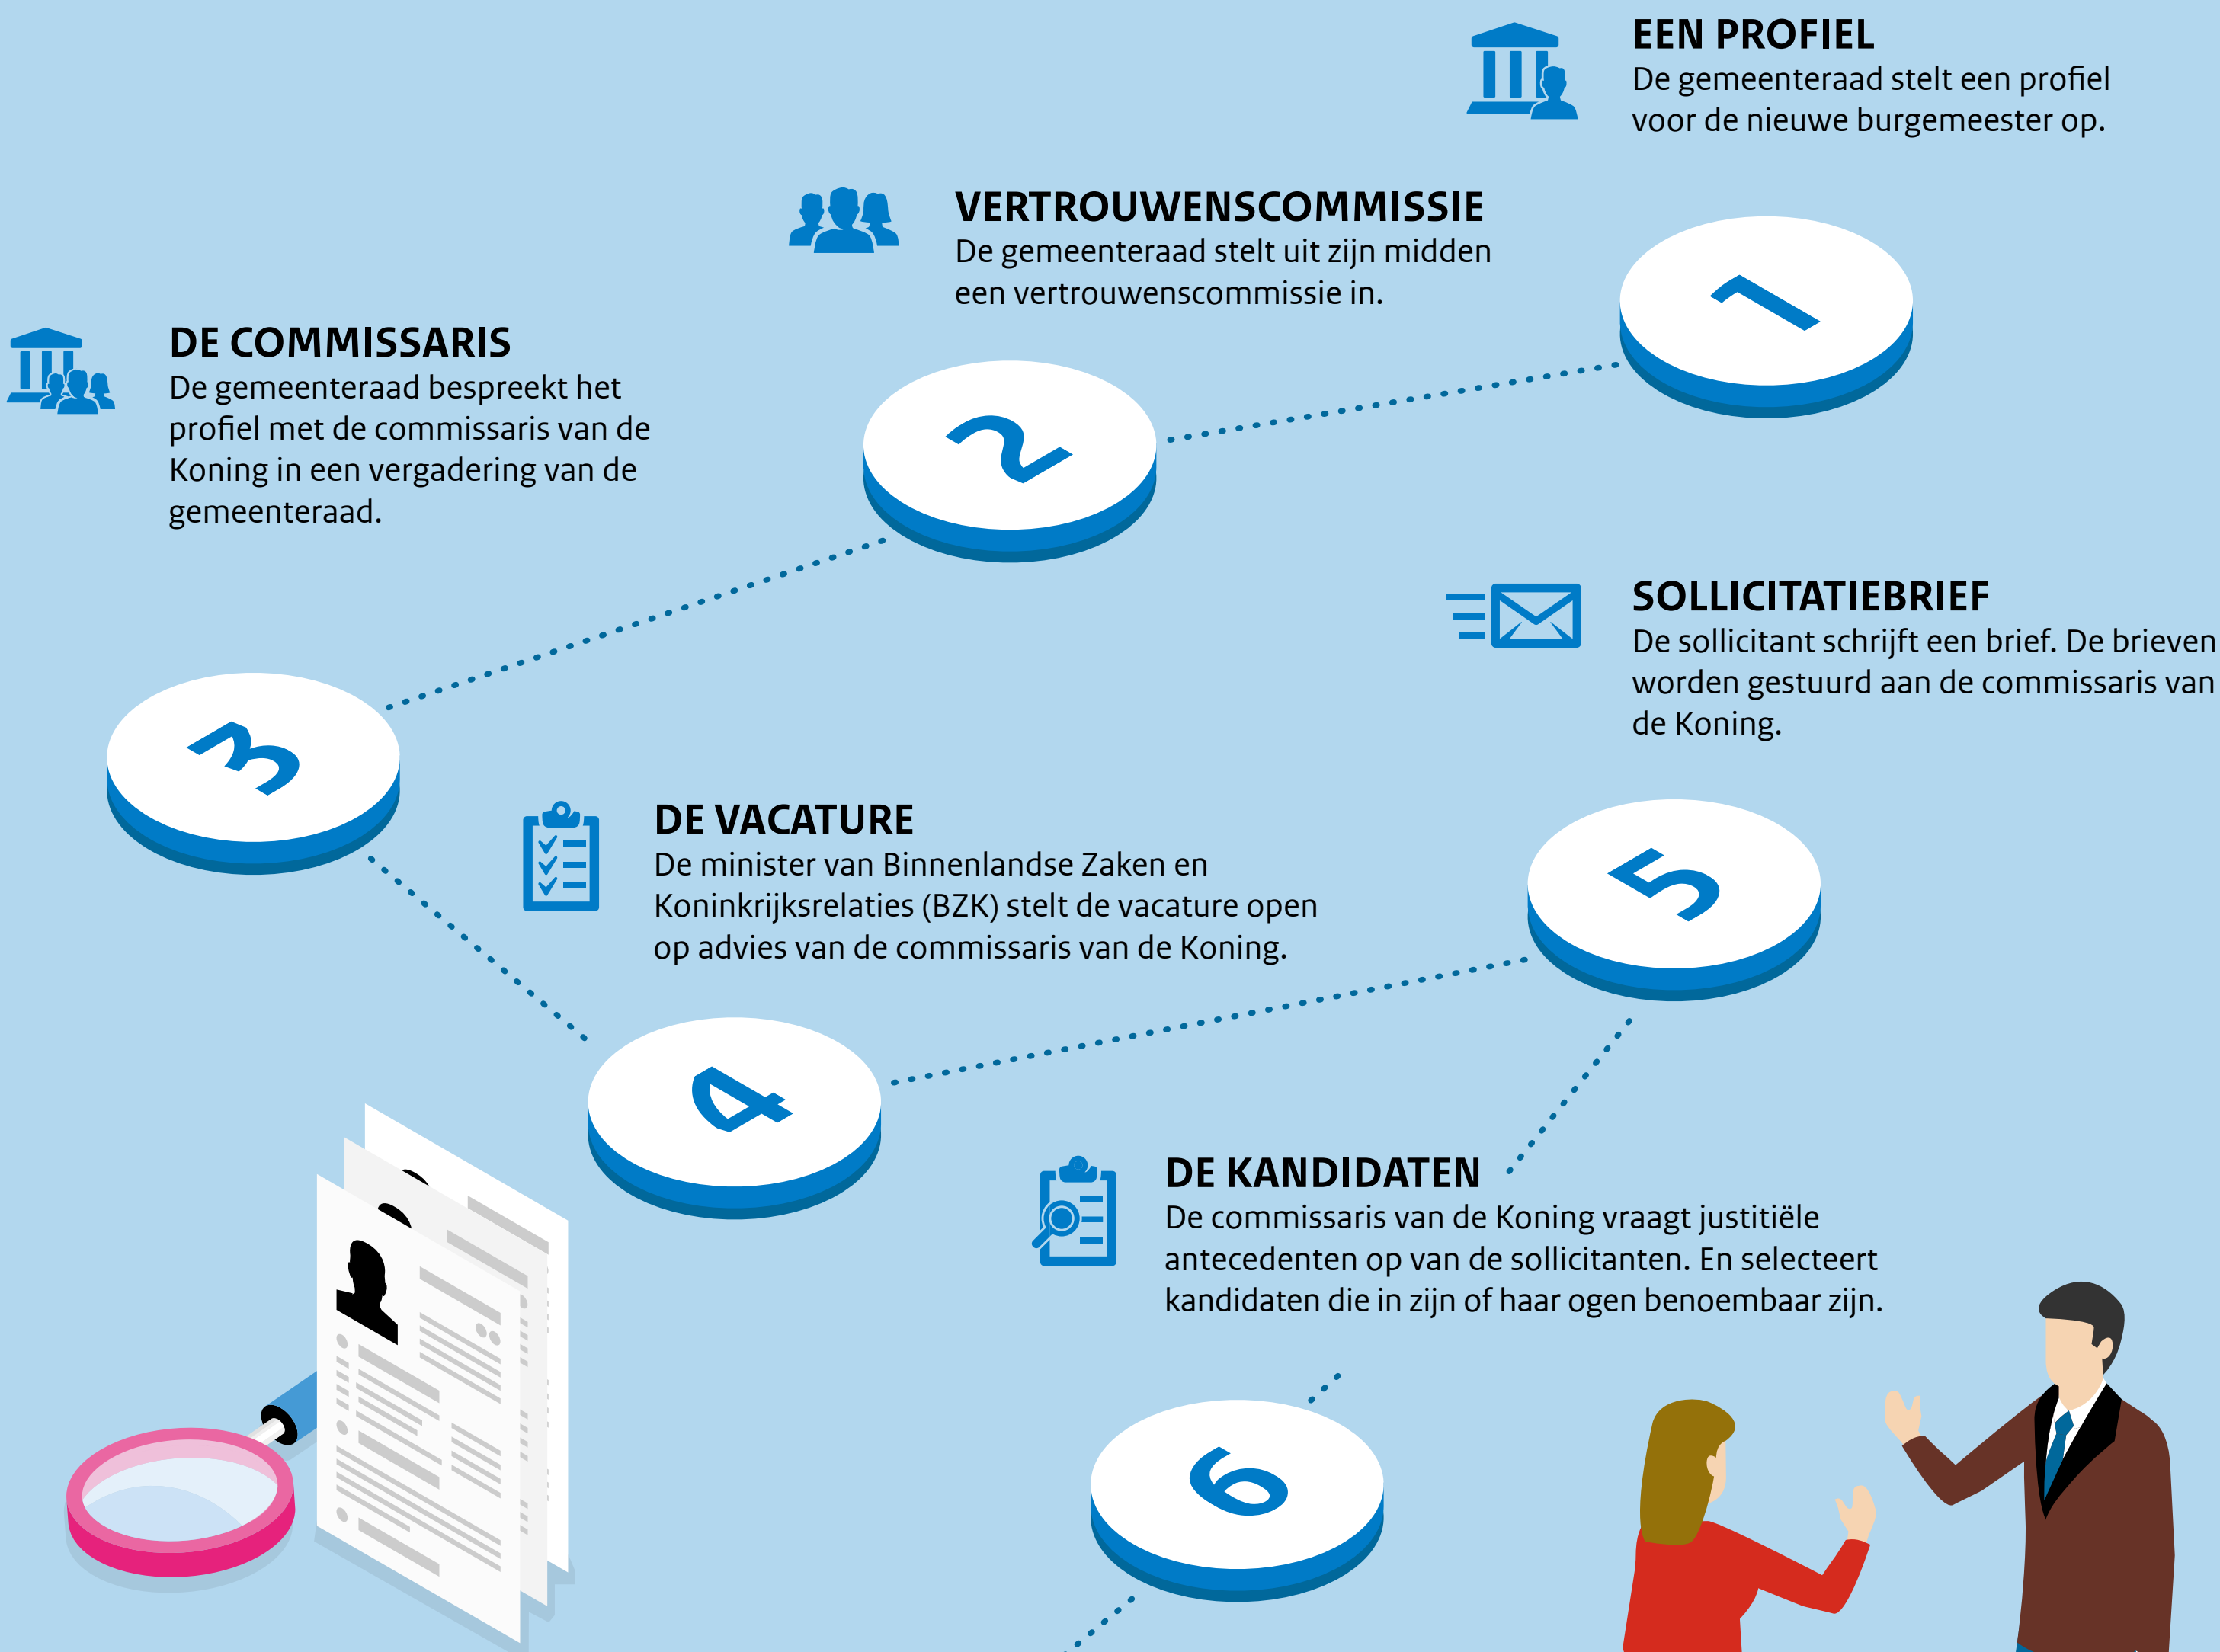 EEN PROFIEL
De gemeenteraad stelt een profiel
voor de nieuwe burgemeester op.
1
VERTROUWENSCOMMISSIE
De gemeenteraad stelt uit zijn midden
een vertrouwenscommissie in.
2
DE COMMISSARIS
De gemeenteraad bespreekt het
profiel met de commissaris van de
Koning in een vergadering van de
gemeenteraad.
3
DE VACATURE
De minister van Binnenlandse Zaken en
Koninkrijksrelaties (BZK) stelt de vacature open
op advies van de commissaris van de Koning.
4
SOLLICITATIEBRIEF
De sollicitant schrijft een brief. De brieven
worden gestuurd aan de commissaris van
de Koning.
5
DE KANDIDATEN
De commissaris van de Koning vraagt justitiële
antecedenten op van de sollicitanten. En selecteert
kandidaten die in zijn of haar ogen benoembaar zijn.
6